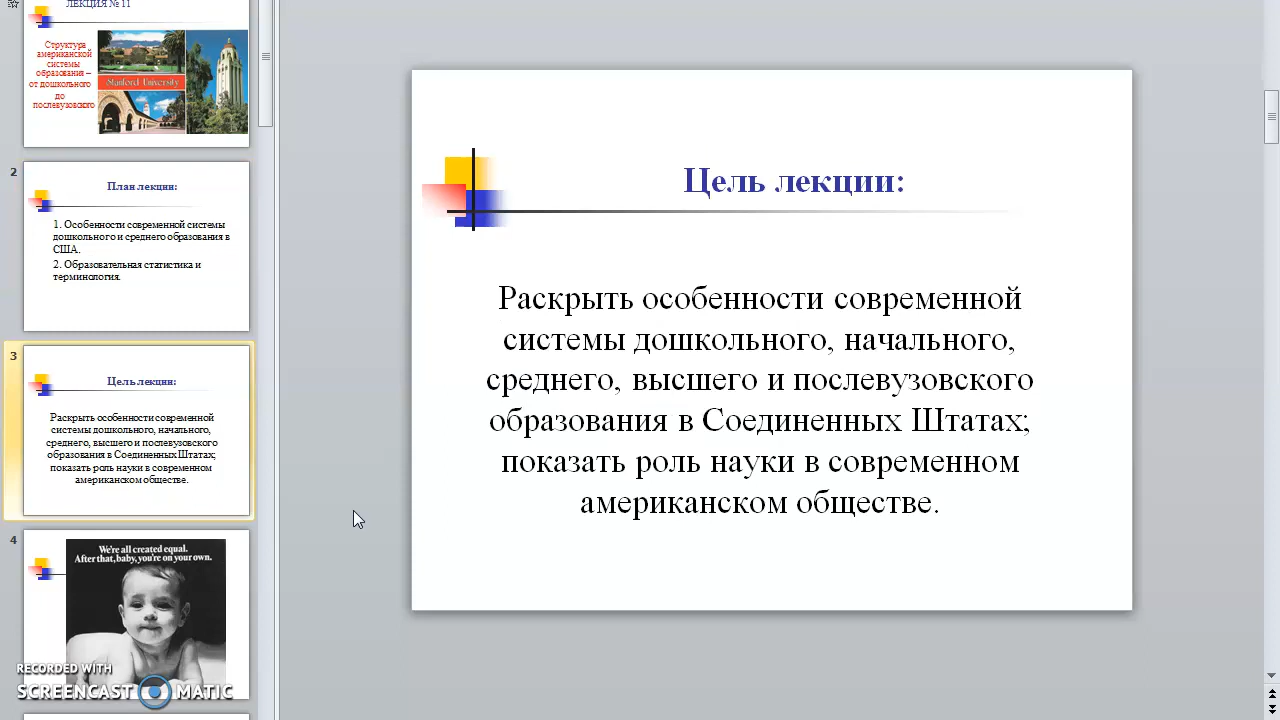 ЛЕКЦИЯ № 11
Структура
американской
системы
образования –
от дошкольного
до
послевузовского
Stanford University
2
План лекции:
1. Особенности современной системы
дошкольного и среднего образования в
США.
2. Образовательная статистика и
терминология.
3
Цель лекции:
Раскрыть особенности современной
системы дошкольного, начального,
среднего, высшего и послевузовского
образования в Соединенных Штатах;
показать роль науки в современном
американском обществе.
4
We're all created equal.
After that, baby, you're on your own.
RECORDED WITH
SCREENCAST MATIC
Цель лекции:
Раскрыть особенности современной
системы дошкольного, начального,
среднего, высшего и послевузовского
образования в Соединенных Штатах;
показать роль науки в современном
американском обществе.